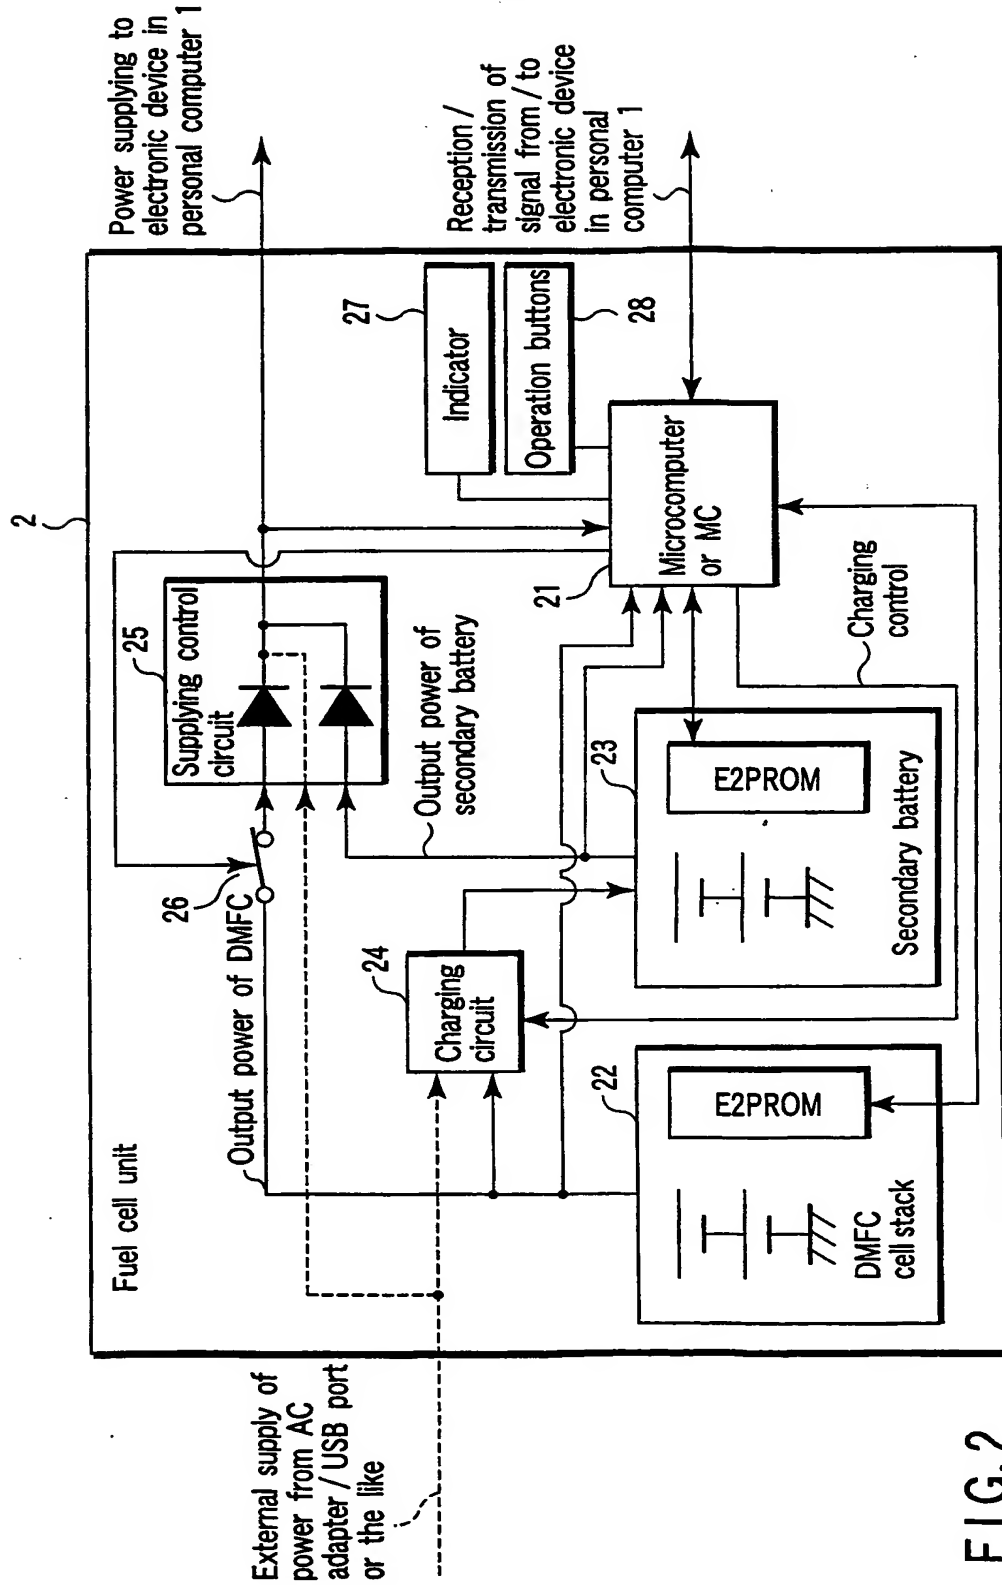 Power supplying to
electronic device in
personal computer 1
Reception /
transmission of
signal from / to
electronic device
in personal
computer 1
2
Fuel cell unit
25
Supplying control
circuit
27
Indicator
Operation buttons
28
26
Output power of DMFC
Output power of
secondary battery
21
Microcomputer
or MC
Charging
control
24
Charging
circuit
23
E2PROM
Secondary battery
22
E2PROM
DMFC
cell stack
External supply of
power from AC
adapter / USB port
or the like
FIG. 2